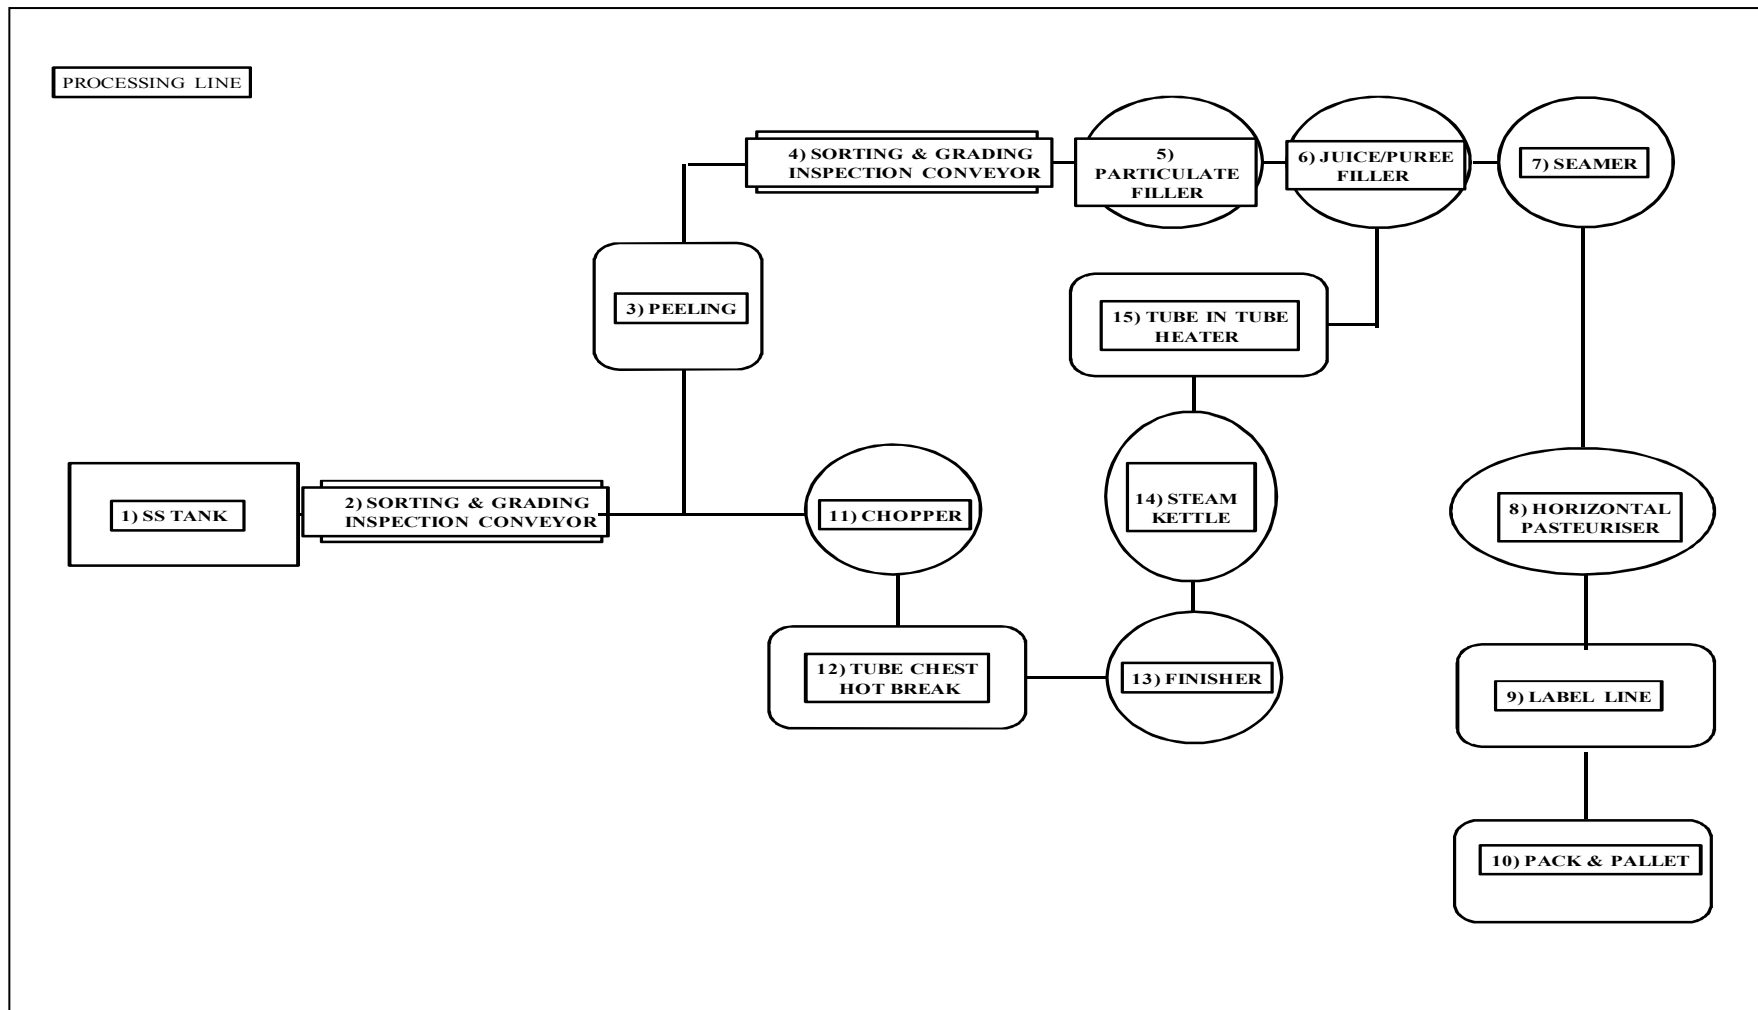 PROCESSING LINE
4) SORTING & GRADING
INSPECTION CONVEYOR
5)
PARTICULATE
FILLER
6) JUICE/PUREE
FILLER
7) SEAMER
3) PEELING
15) TUBE IN TUBE
HEATER
1) SS TANK
2) SORTING & GRADING
INSPECTION CONVEYOR
11) CHOPPER
14) STEAM
KETTLE
8) HORIZONTAL
PASTEURISER
12) TUBE CHEST
HOT BREAK
13) FINISHER
9) LABEL LINE
10) PACK & PALLET